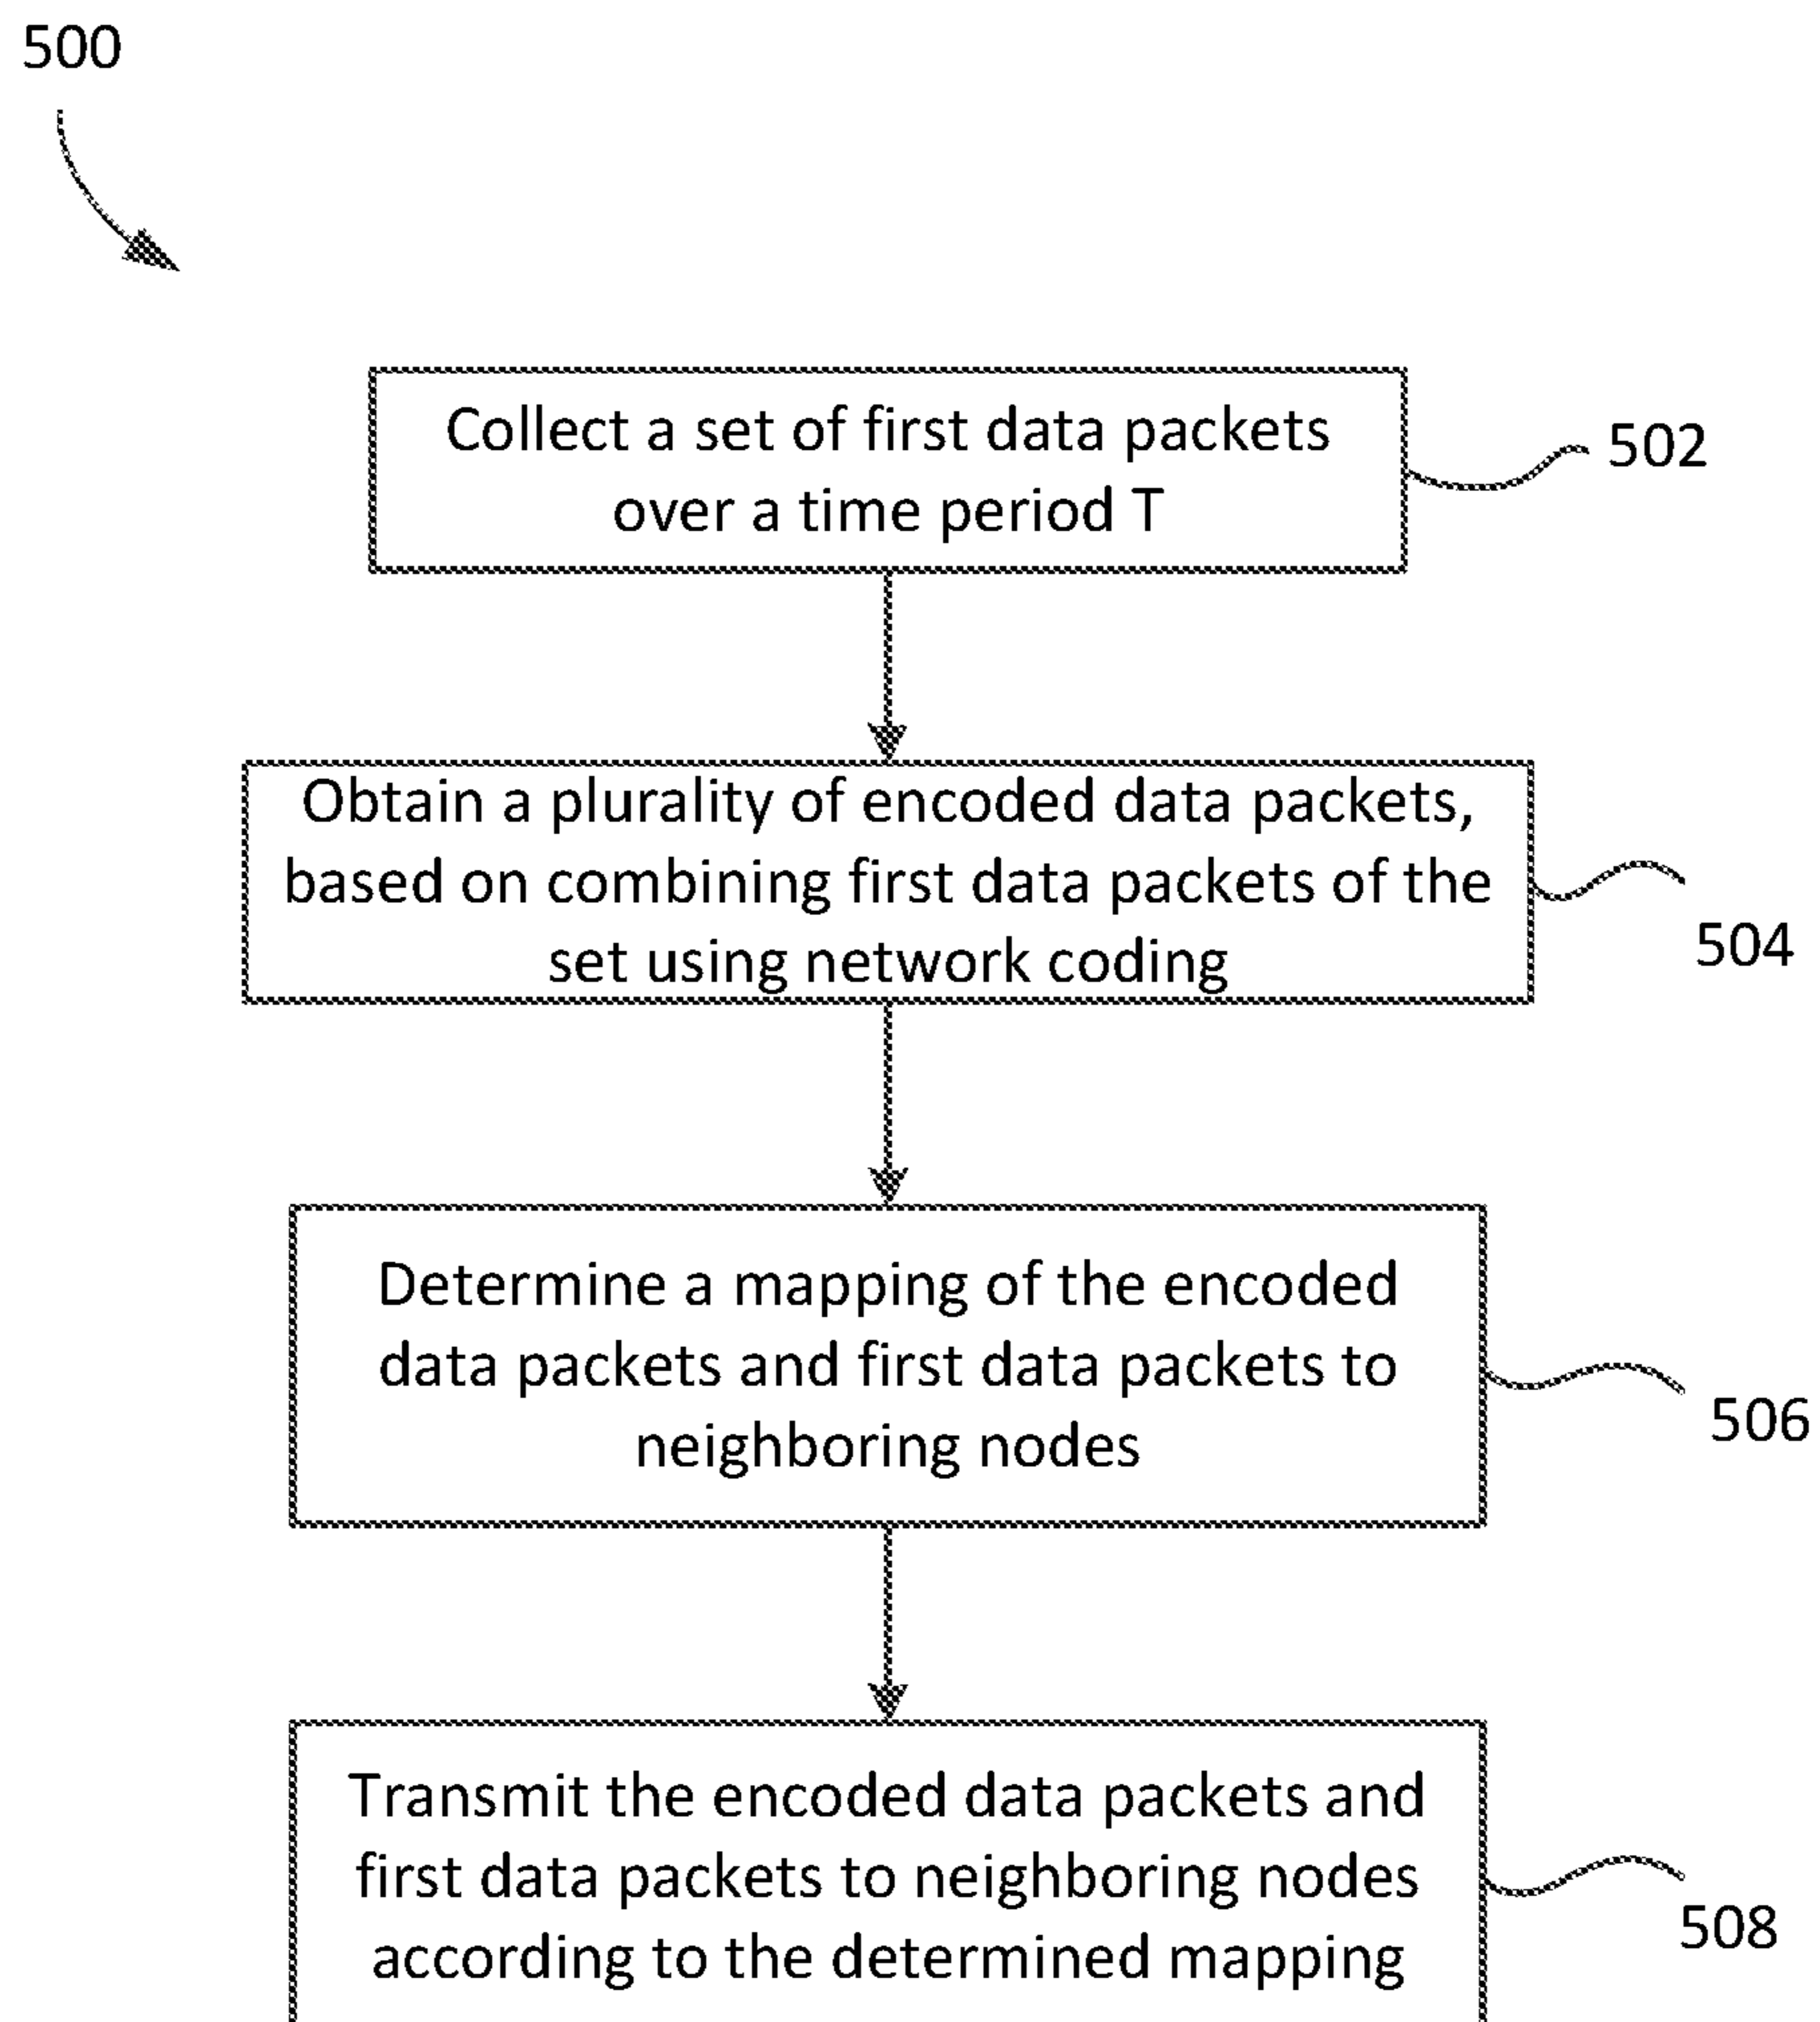 500
Collect a set of first data packets
over a time period T
502
Obtain a plurality of encoded data packets,
based on combining first data packets of the
set using network coding
504
Determine a mapping of the encoded
data packets and first data packets to
neighboring nodes
506
Transmit the encoded data packets and
first data packets to neighboring nodes
according to the determined mapping
508